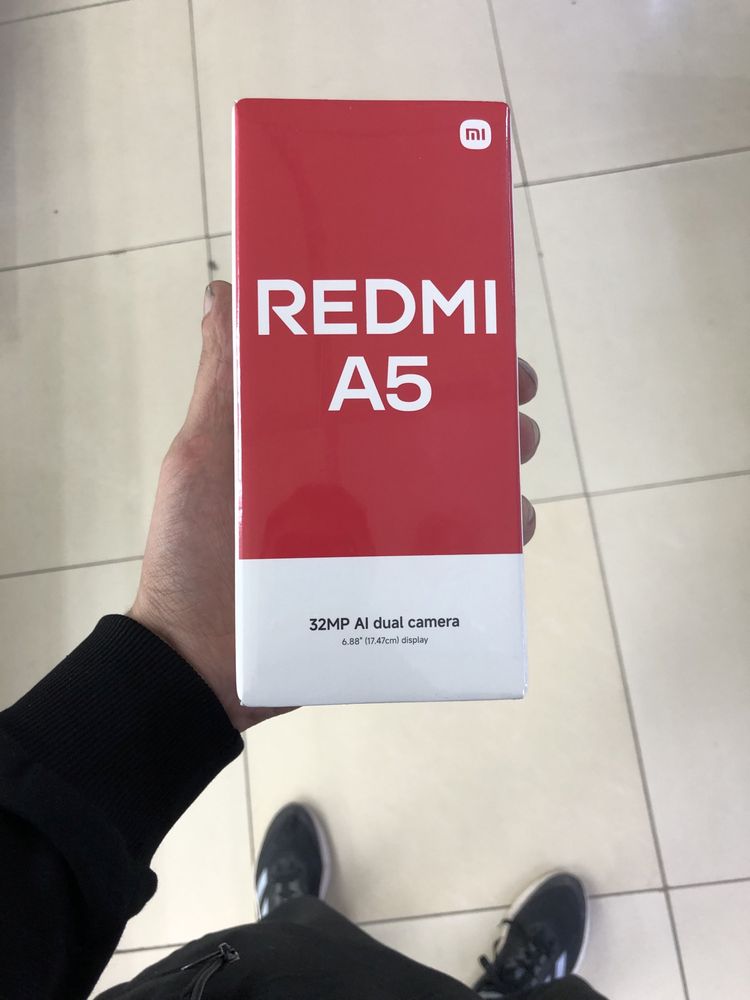 mi
REDMI
A5
32MP AI dual camera
6.88" (17.47cm) display